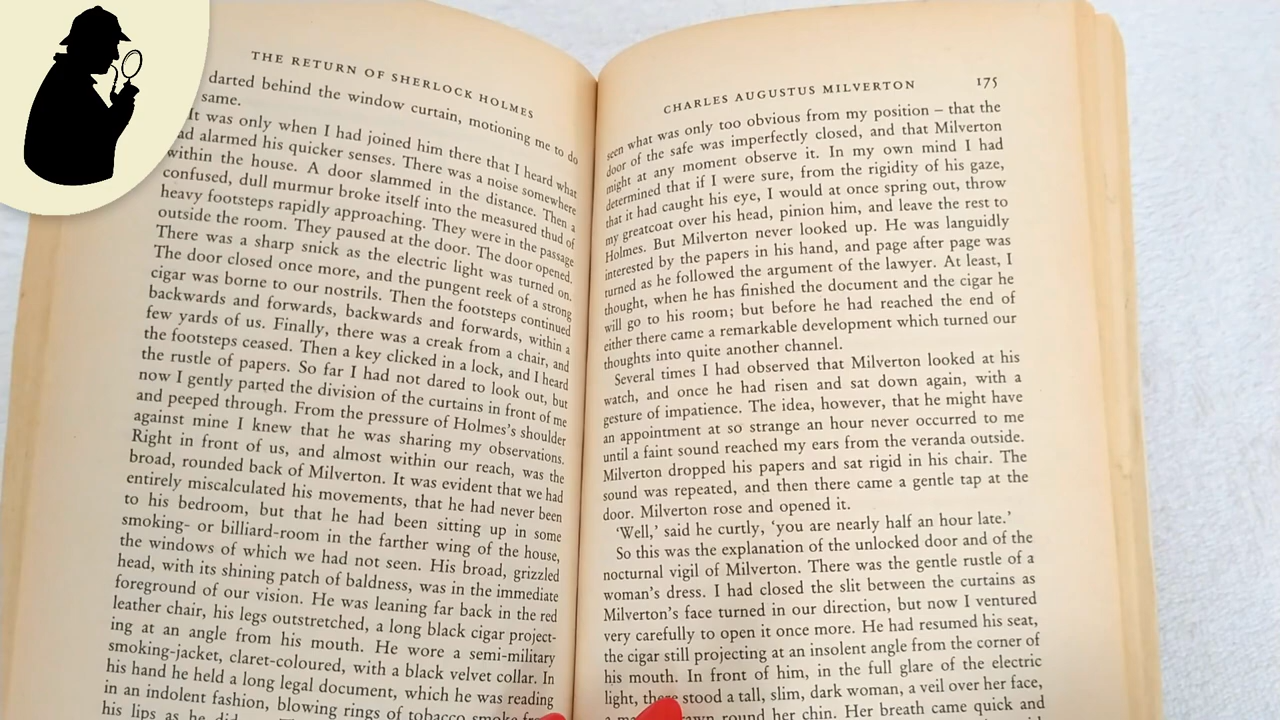 THE RETURN OF SHERLOCK HOLMES
darted behind the window curtain, motioning me to do
same.
It was only when I had joined him there that I heard what
had alarmed his quicker senses. There was a noise somewhere
within the house. A door slammed in the distance. Then a
confused, dull murmur broke itself into the measured thud of
heavy footsteps rapidly approaching. They were in the passage
outside the room. They paused at the door. The door opened.
There was a sharp snick as the electric light was turned on.
The door closed once more, and the pungent reek of a strong
cigar was borne to our nostrils. Then the footsteps continued
backwards and forwards, backwards and forwards, within a
few yards of us. Finally, there was a creak from a chair, and
the footsteps ceased. Then a key clicked in a lock, and I heard
the rustle of papers. So far I had not dared to look out, but
now I gently parted the division of the curtains in front of me
and peeped through. From the pressure of Holmes's shoulder
against mine I knew that he was sharing my observations.
Right in front of us, and almost within our reach, was the
broad, rounded back of Milverton. It was evident that we had
entirely miscalculated his movements, that he had never been
to his bedroom, but that he had been sitting up in some
smoking- or billiard-room in the farther wing of the house,
the windows of which we had not seen. His broad, grizzled
head, with its shining patch of baldness, was in the immediate
foreground of our vision. He was leaning far back in the red
leather chair, his legs outstretched, a long black cigar project-
ing at an angle from his mouth. He wore a semi-military
smoking-jacket, claret-coloured, with a black velvet collar. In
his hand he held a long legal document, which he was reading
in an indolent fashion, blowing rings of tobacco smoke
his lips as he
CHARLES AUGUSTUS MILVERTON 175
seen what was only too obvious from my position – that the
door of the safe was imperfectly closed, and that Milverton
might at any moment observe it. In my own mind I had
determined that if I were sure, from the rigidity of his gaze,
that it had caught his eye, I would at once spring out, throw
my greatcoat over his head, pinion him, and leave the rest to
Holmes. But Milverton never looked up. He was languidly
interested by the papers in his hand, and page after page was
turned as he followed the argument of the lawyer. At least, I
thought, when he has finished the document and the cigar he
will go to his room; but before he had reached the end of
either there came a remarkable development which turned our
thoughts into quite another channel.
Several times I had observed that Milverton looked at his
watch, and once he had risen and sat down again, with a
gesture of impatience. The idea, however, that he might have
an appointment at so strange an hour never occurred to me
until a faint sound reached my ears from the veranda outside.
Milverton dropped his papers and sat rigid in his chair. The
sound was repeated, and then there came a gentle tap at the
door. Milverton rose and opened it.
'Well,' said he curtly, 'you are nearly half an hour late.'
So this was the explanation of the unlocked door and of the
nocturnal vigil of Milverton. There was the gentle rustle of a
woman's dress. I had closed the slit between the curtains as
Milverton's face turned in our direction, but now I ventured
very carefully to open it once more. He had resumed his seat,
the cigar still projecting at an insolent angle from the corner of
his mouth. In front of him, in the full glare of the electric
light, there stood a tall, slim, dark woman, a veil over her face,
round her chin. Her breath came quick and